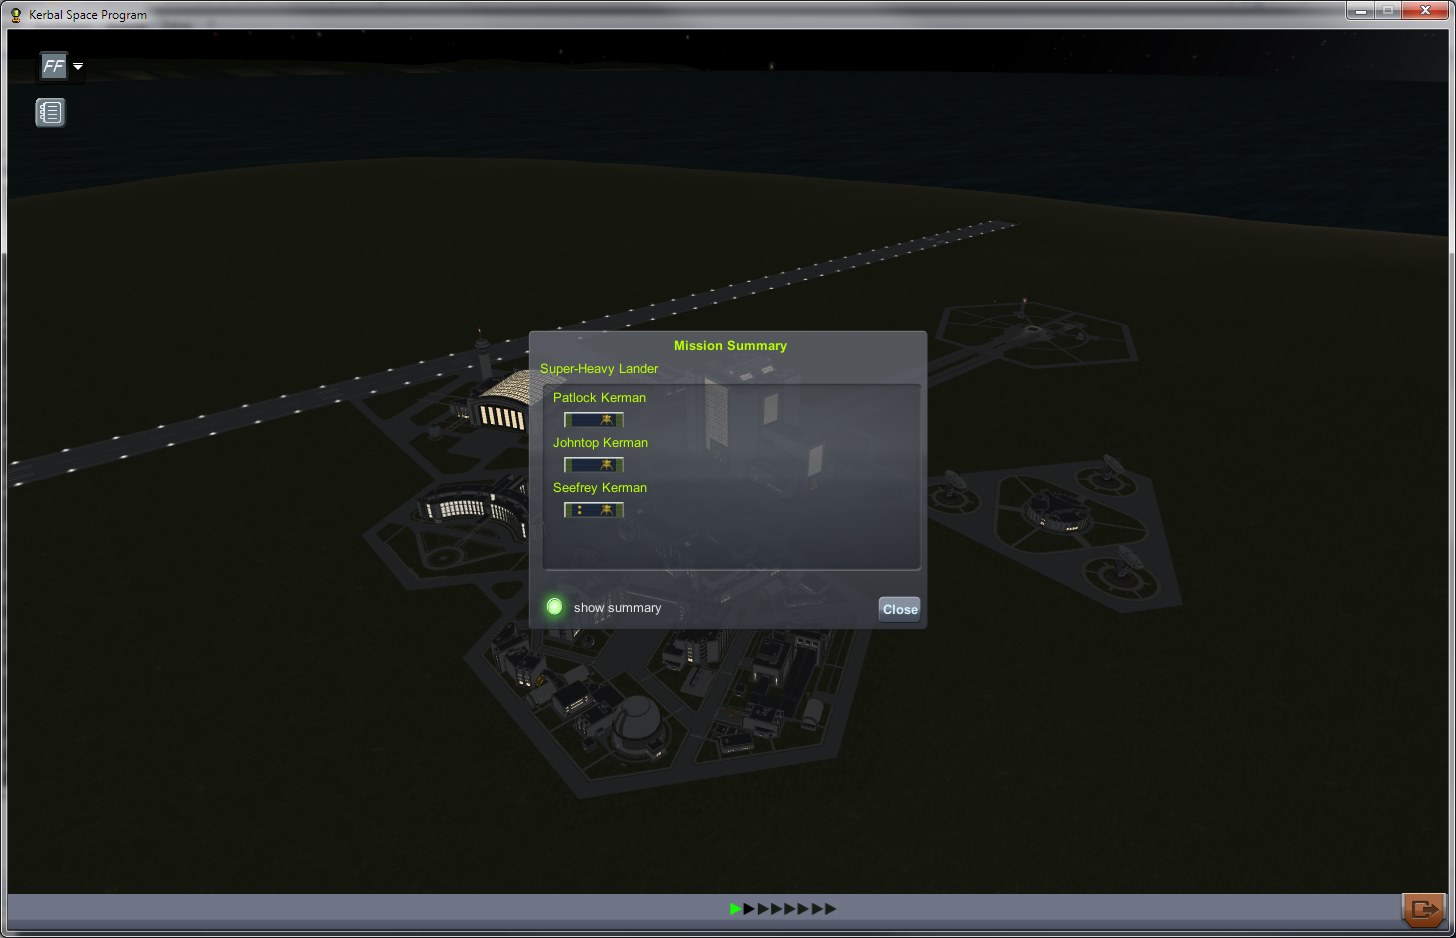 Kerbal Space Program
FF
Mission Summary
Super-Heavy Lander
Patlock Kerman
Johntop Kerman
Seefrey Kerman
show summary
Close